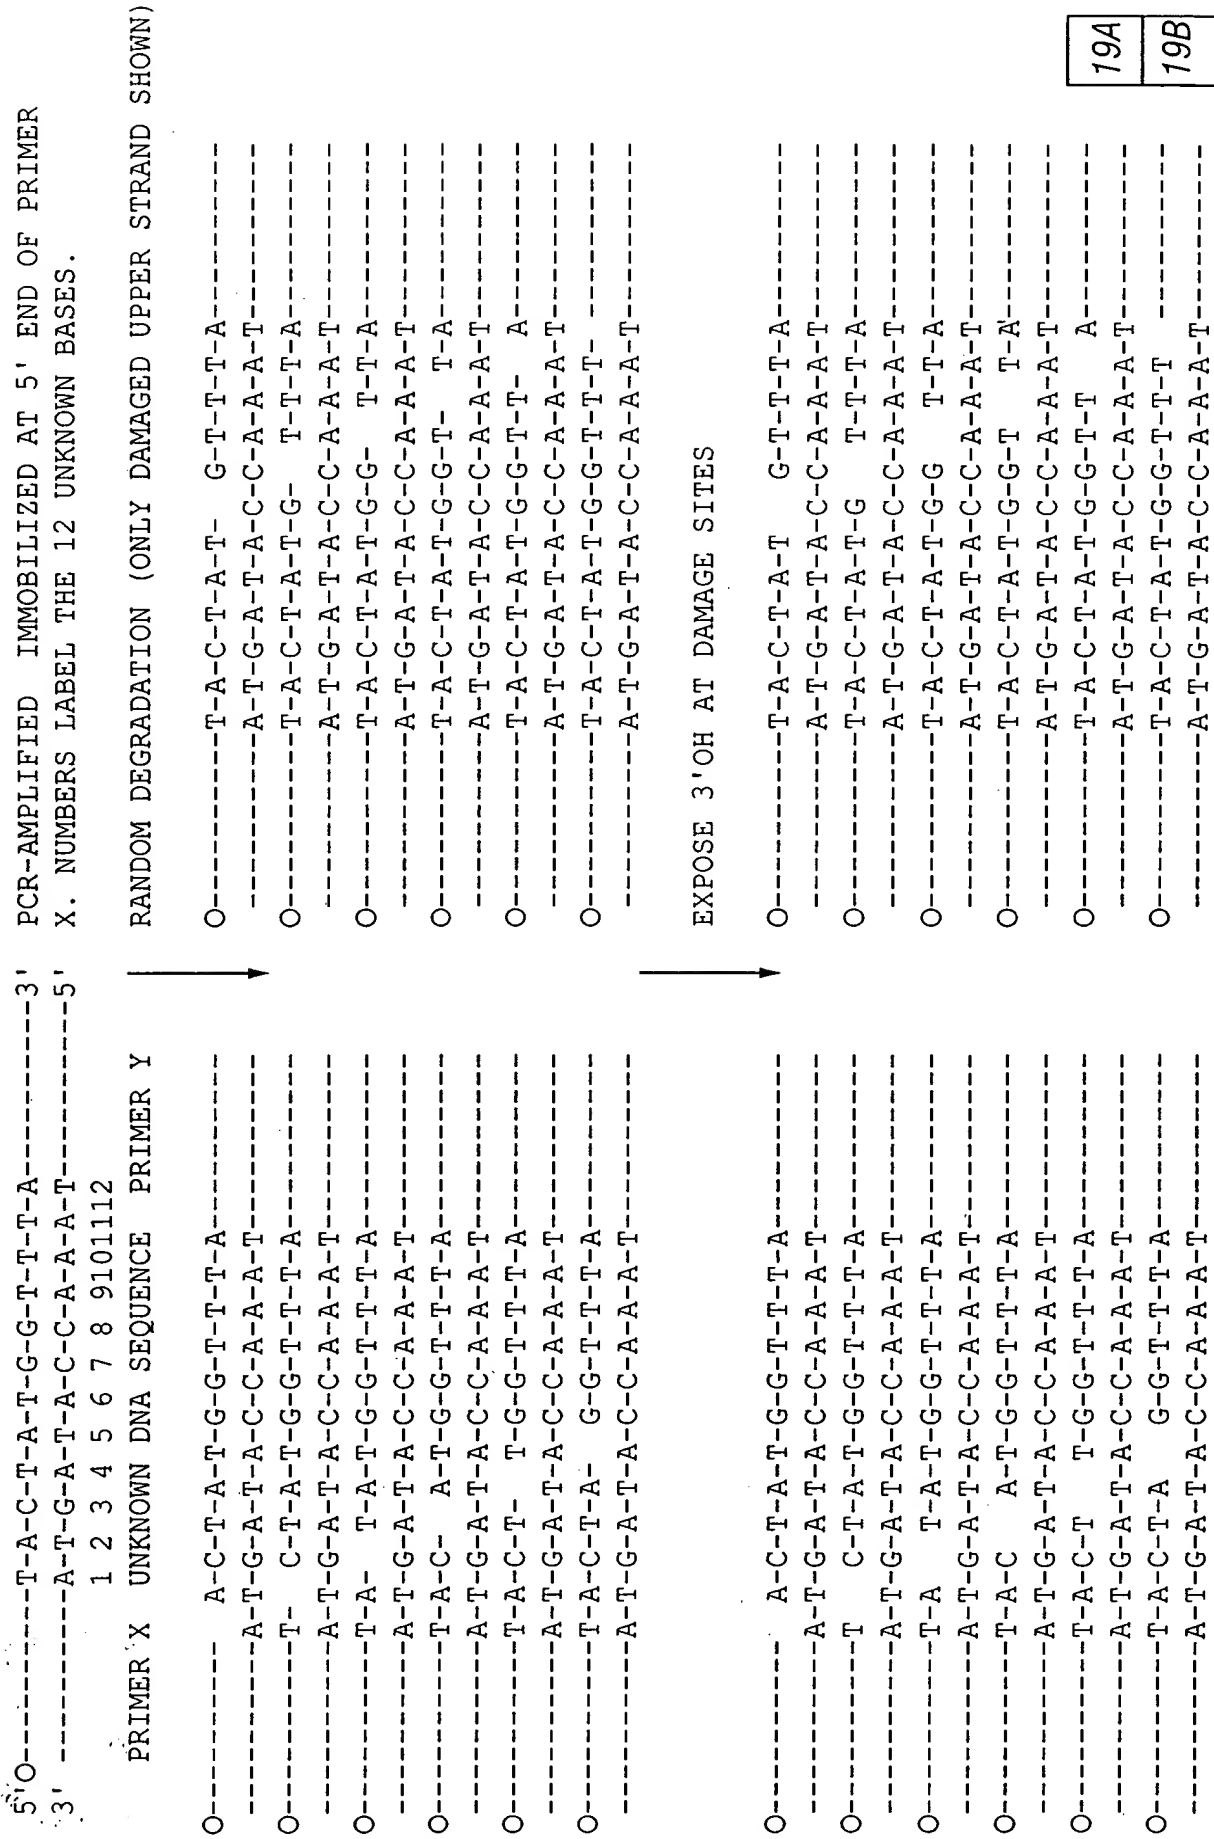 5'O---------T-A-C-T-A-T-G-G-T-T-T-A---------3' PCR-AMPLIFIED IMMOBILIZED AT 5' END OF PRIMER
3' ---------A-T-G-A-T-A-C-C-A-A-A-T---------5' X. NUMBERS LABEL THE 12 UNKNOWN BASES.
1 2 3 4 5 6 7 8 9101112
PRIMER X UNKNOWN DNA SEQUENCE PRIMER Y RANDOM DEGRADATION (ONLY DAMAGED UPPER STRAND SHOWN)
O--------- A-C-T-A-T-G-G-T-T-T-A--------- O---------T-A-C-T-A-T- G-T-T-T-A---------
---------A-T-G-A-T-A-C-C-A-A-A-T--------- ---------A-T-G-A-T-A-C-C-A-A-A-T---------
O---------T- C-T-A-T-G-G-T-T-T-A--------- O---------T-A-C-T-A-T-G- T-T-T-A---------
---------A-T-G-A-T-A-C-C-A-A-A-T--------- ---------A-T-G-A-T-A-C-C-A-A-A-T---------
O---------T-A- T-A-T-G-G-T-T-T-A--------- O---------T-A-C-T-A-T-G-G- T-T-A---------
---------A-T-G-A-T-A-C-C-A-A-A-T--------- ---------A-T-G-A-T-A-C-C-A-A-A-T---------
O---------T-A-C- A-T-G-G-T-T-T-A--------- O---------T-A-C-T-A-T-G-G-T- T-A---------
---------A-T-G-A-T-A-C-C-A-A-A-T--------- ---------A-T-G-A-T-A-C-C-A-A-A-T---------
O---------T-A-C-T- T-G-G-T-T-T-A--------- O---------T-A-C-T-A-T-G-G-T-T- A---------
---------A-T-G-A-T-A-C-C-A-A-A-T--------- ---------A-T-G-A-T-A-C-C-A-A-A-T---------
O---------T-A-C-T-A- G-G-T-T-T-A--------- O---------T-A-C-T-A-T-G-G-T-T-T- ---------
---------A-T-G-A-T-A-C-C-A-A-A-T--------- ---------A-T-G-A-T-A-C-C-A-A-A-T---------
EXPOSE 3'OH AT DAMAGE SITES
O--------- A-C-T-A-T-G-G-T-T-T-A--------- O---------T-A-C-T-A-T G-T-T-T-A---------
---------A-T-G-A-T-A-C-C-A-A-A-T--------- ---------A-T-G-A-T-A-C-C-A-A-A-T---------
O---------T C-T-A-T-G-G-T-T-T-A--------- O---------T-A-C-T-A-T-G T-T-T-A---------
---------A-T-G-A-T-A-C-C-A-A-A-T--------- ---------A-T-G-A-T-A-C-C-A-A-A-T---------
O---------T-A T-A-T-G-G-T-T-T-A--------- O---------T-A-C-T-A-T-G-G T-T-A---------
---------A-T-G-A-T-A-C-C-A-A-A-T--------- ---------A-T-G-A-T-A-C-C-A-A-A-T---------
O---------T-A-C A-T-G-G-T-T-T-A--------- O---------T-A-C-T-A-T-G-G-T T-A---------
---------A-T-G-A-T-A-C-C-A-A-A-T--------- ---------A-T-G-A-T-A-C-C-A-A-A-T---------
O---------T-A-C-T T-G-G-T-T-T-A--------- O---------T-A-C-T-A-T-G-G-T-T A---------
---------A-T-G-A-T-A-C-C-A-A-A-T--------- ---------A-T-G-A-T-A-C-C-A-A-A-T---------
O---------T-A-C-T-A G-G-T-T-T-A--------- O---------T-A-C-T-A-T-G-G-T-T-T ---------
---------A-T-G-A-T-A-C-C-A-A-A-T--------- ---------A-T-G-A-T-A-C-C-A-A-A-T---------
19A
19B